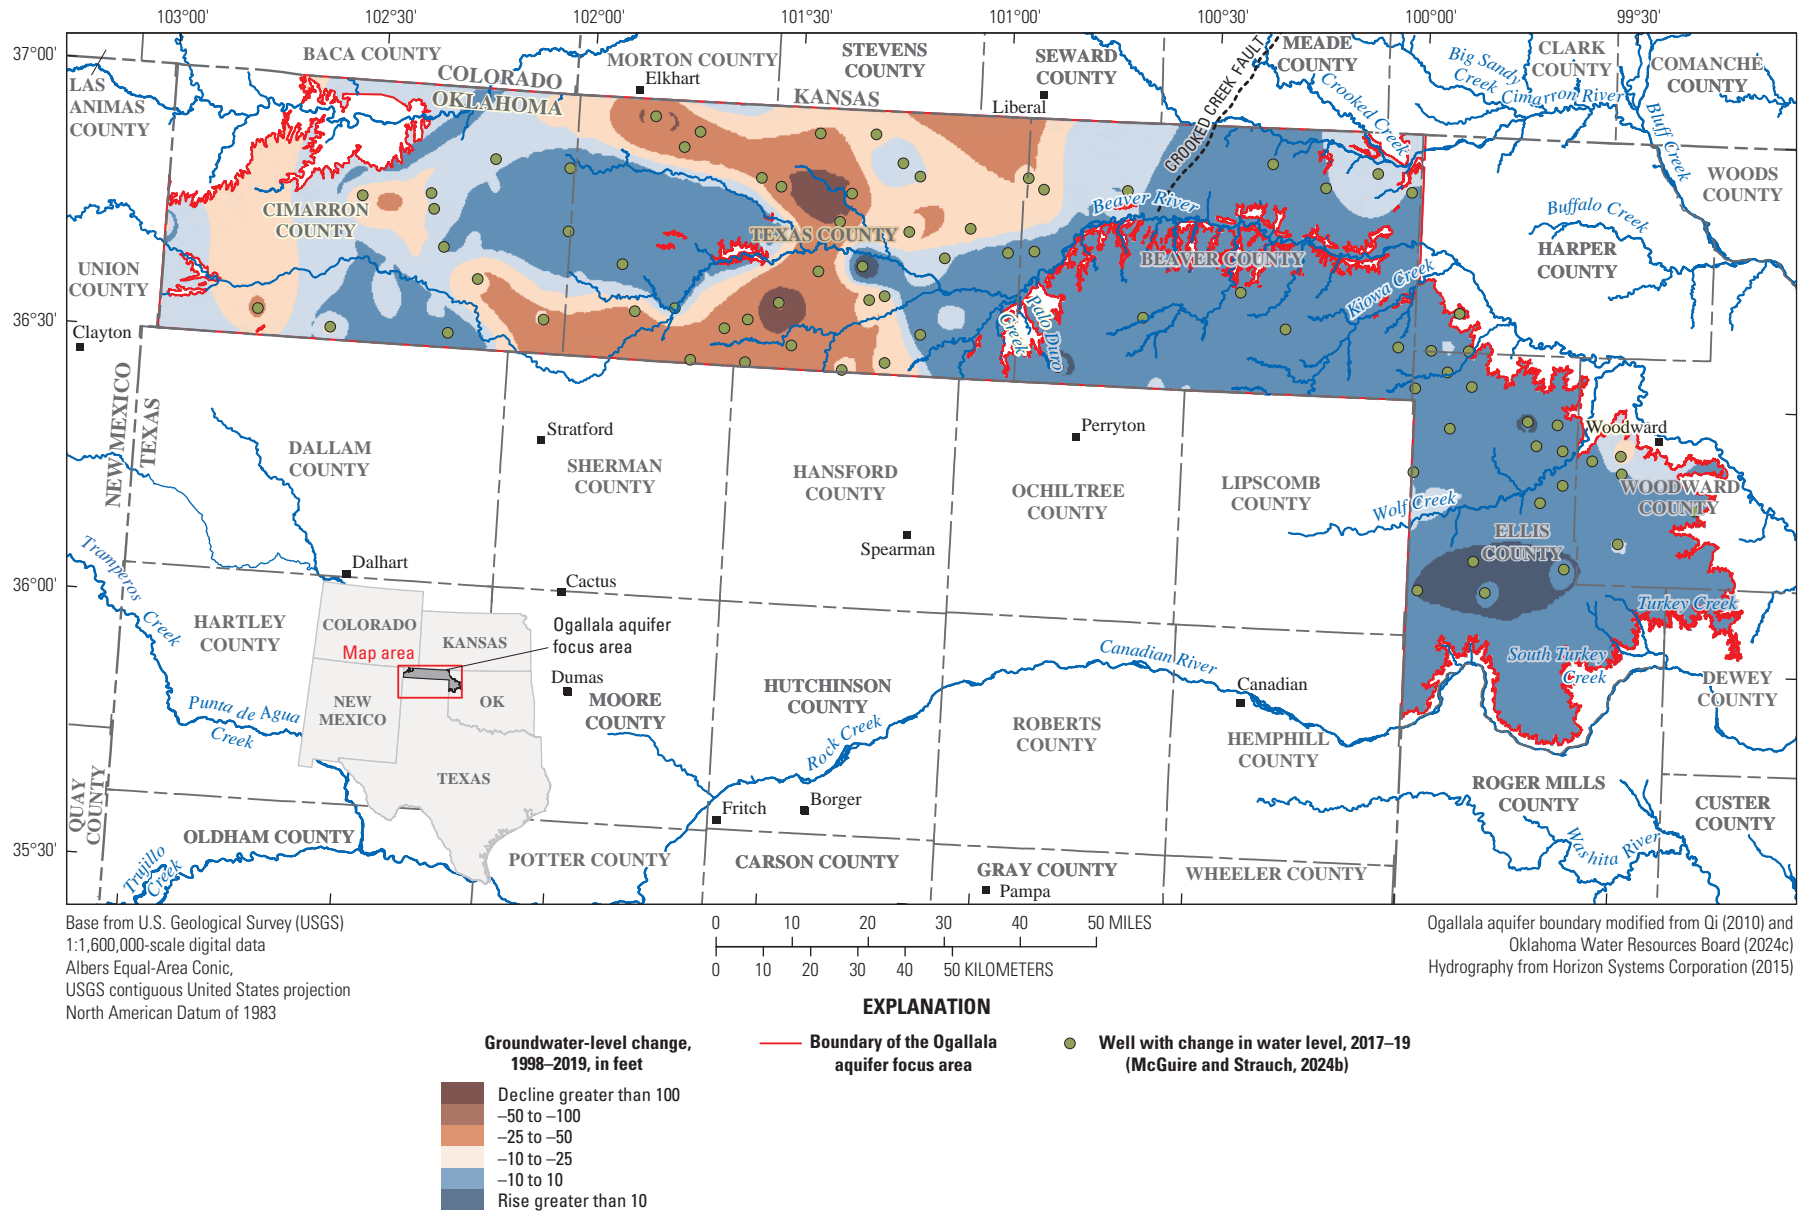 103°00'
102°30'
102°00'
101°30'
101°00'
100°30'
100°00'
99°30'
37°00'
36°30'
36°00'
35°30'
BACA COUNTY
COLORADO
OKLAHOMA
MORTON COUNTY
Elkhart
STEVENS
COUNTY
KANSAS
SEWARD
COUNTY
Liberal
CROOKED CREEK FAULT
MEADE
COUNTY
Crooked Creek
Big Sandy
Creek
Cimarron River
CLARK
COUNTY
COMANCHE
COUNTY
Bluff Creek
WOODS
COUNTY
LAS
ANIMAS
COUNTY
CIMARRON
COUNTY
TEXAS COUNTY
Beaver River
BEAVER COUNTY
Buffalo Creek
HARPER
COUNTY
Kiowa Creek
UNION
COUNTY
Palo Duro
Creek
Clayton
NEW MEXICO
TEXAS
DALLAM
COUNTY
Stratford
SHERMAN
COUNTY
HANSFORD
COUNTY
Spearman
Perryton
OCHILTREE
COUNTY
LIPSCOMB
COUNTY
Wolf Creek
Woodward
WOODWARD
COUNTY
ELLIS
COUNTY
Turkey Creek
South Turkey
Creek
DEWEY
COUNTY
Tramperos
Creek
Dalhart
Cactus
HARTLEY
COUNTY
COLORADO
KANSAS
Map area
Ogallala aquifer
focus area
NEW
MEXICO
OK
TEXAS
Dumas
MOORE
COUNTY
HUTCHINSON
COUNTY
Rock Creek
Canadian River
Canadian
ROBERTS
COUNTY
HEMPHILL
COUNTY
Punta de Agua
Creek
QUAY
COUNTY
OLDHAM COUNTY
Trujillo
Creek
POTTER COUNTY
Fritch
Borger
CARSON COUNTY
GRAY COUNTY
Pampa
WHEELER COUNTY
ROGER MILLS
COUNTY
Washita River
CUSTER
COUNTY
Base from U.S. Geological Survey (USGS)
1:1,600,000-scale digital data
Albers Equal-Area Conic,
USGS contiguous United States projection
North American Datum of 1983
0 10 20 30 40 50 MILES
0 10 20 30 40 50 KILOMETERS
Ogallala aquifer boundary modified from Qi (2010) and
Oklahoma Water Resources Board (2024c)
Hydrography from Horizon Systems Corporation (2015)
EXPLANATION
Groundwater-level change,
1998–2019, in feet
Decline greater than 100
–50 to –100
–25 to –50
–10 to –25
–10 to 10
Rise greater than 10
Boundary of the Ogallala
aquifer focus area
Well with change in water level, 2017–19
(McGuire and Strauch, 2024b)